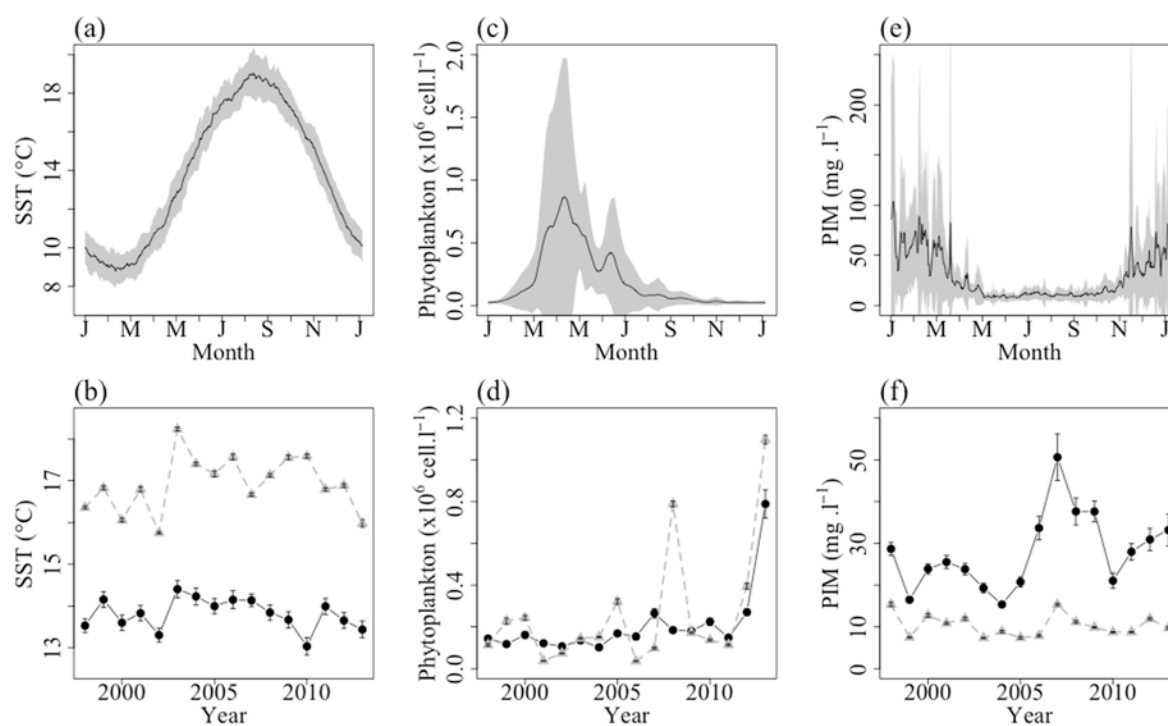 (a)
SST (°C)
8 10 14 18
J M M J S N J
Month
(c)
Phytoplankton (x10⁶ cell.l⁻¹)
0.0 0.5 1.0 1.5 2.0
J M M J S N J
Month
(e)
PIM (mg .l⁻¹)
0 50 100 200
J M M J S N J
Month
(b)
SST (°C)
13 15 17
2000 2005 2010
Year
(d)
Phytoplankton (x10⁶ cell.l⁻¹)
0.0 0.4 0.8 1.2
2000 2005 2010
Year
(f)
PIM (mg .l⁻¹)
0 10 30 50
2000 2005 2010
Year